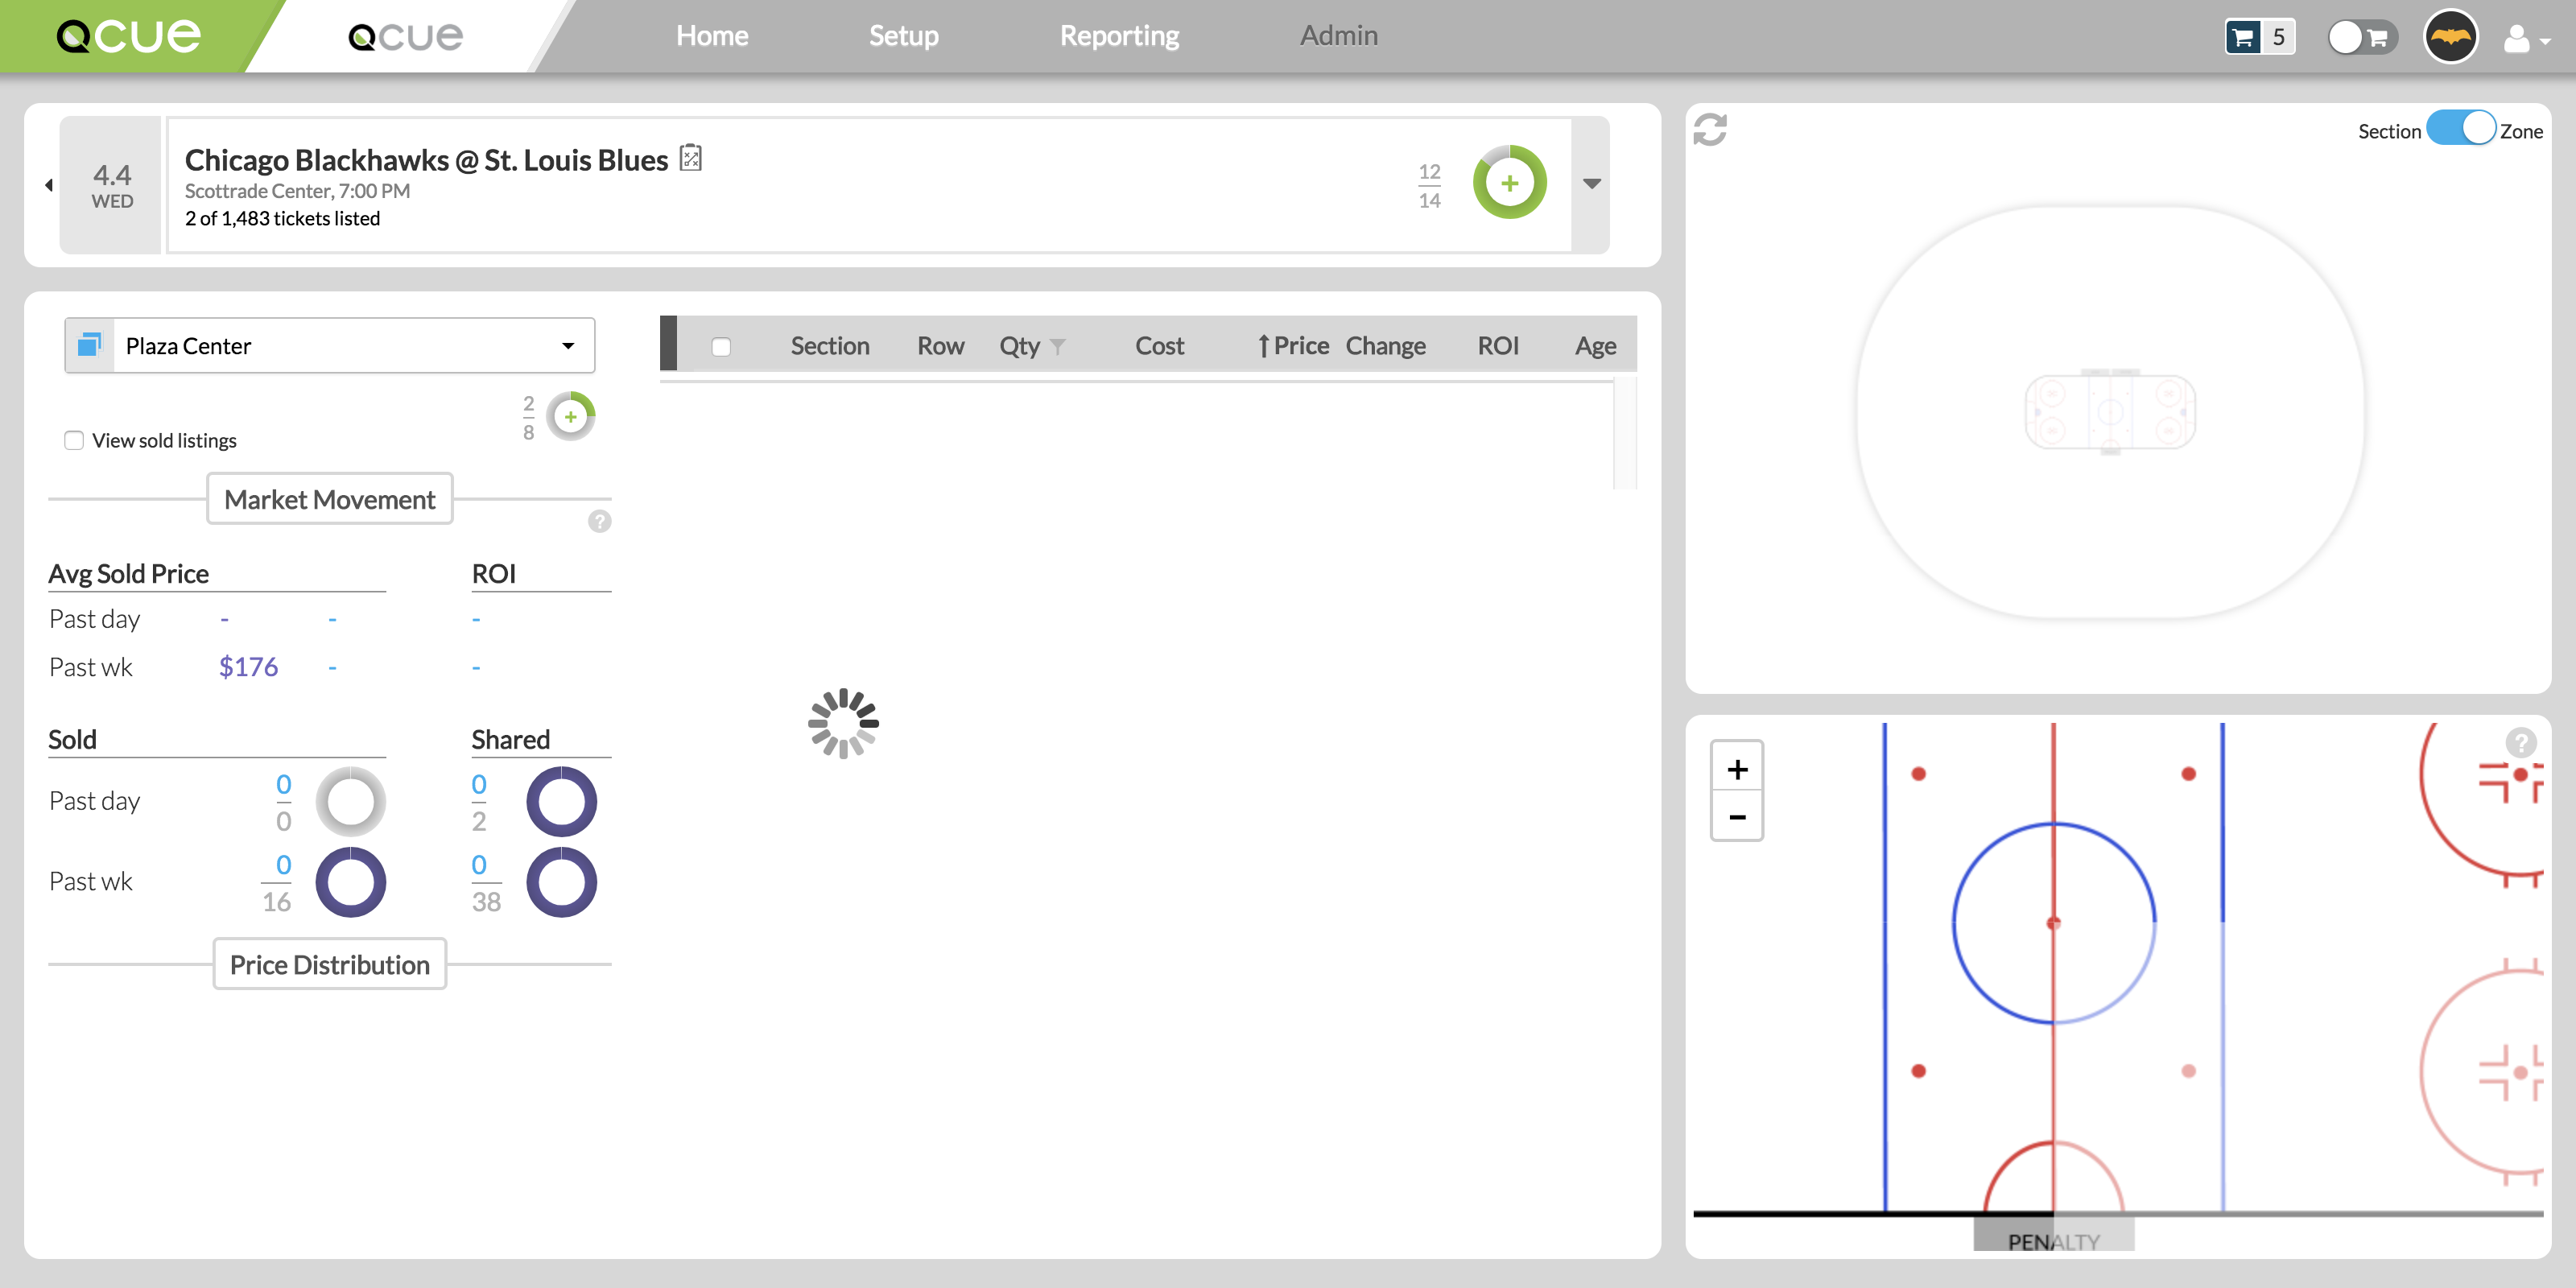 QCUE
QCUE
Home Setup Reporting Admin
5
4.4
WED
Chicago Blackhawks @ St. Louis Blues
Scottrade Center, 7:00 PM
2 of 1,483 tickets listed
12
14
+
Section Zone
Plaza Center
2
8
+
View sold listings
Market Movement
?
Avg Sold Price ROI
Past day - - -
Past wk $176 - -
Sold Shared
Past day 0 0 0 2
Past wk 0 16 0 38
Price Distribution
Section Row Qty ↑Price Change ROI Age Cost
+
-
?
PENALTY